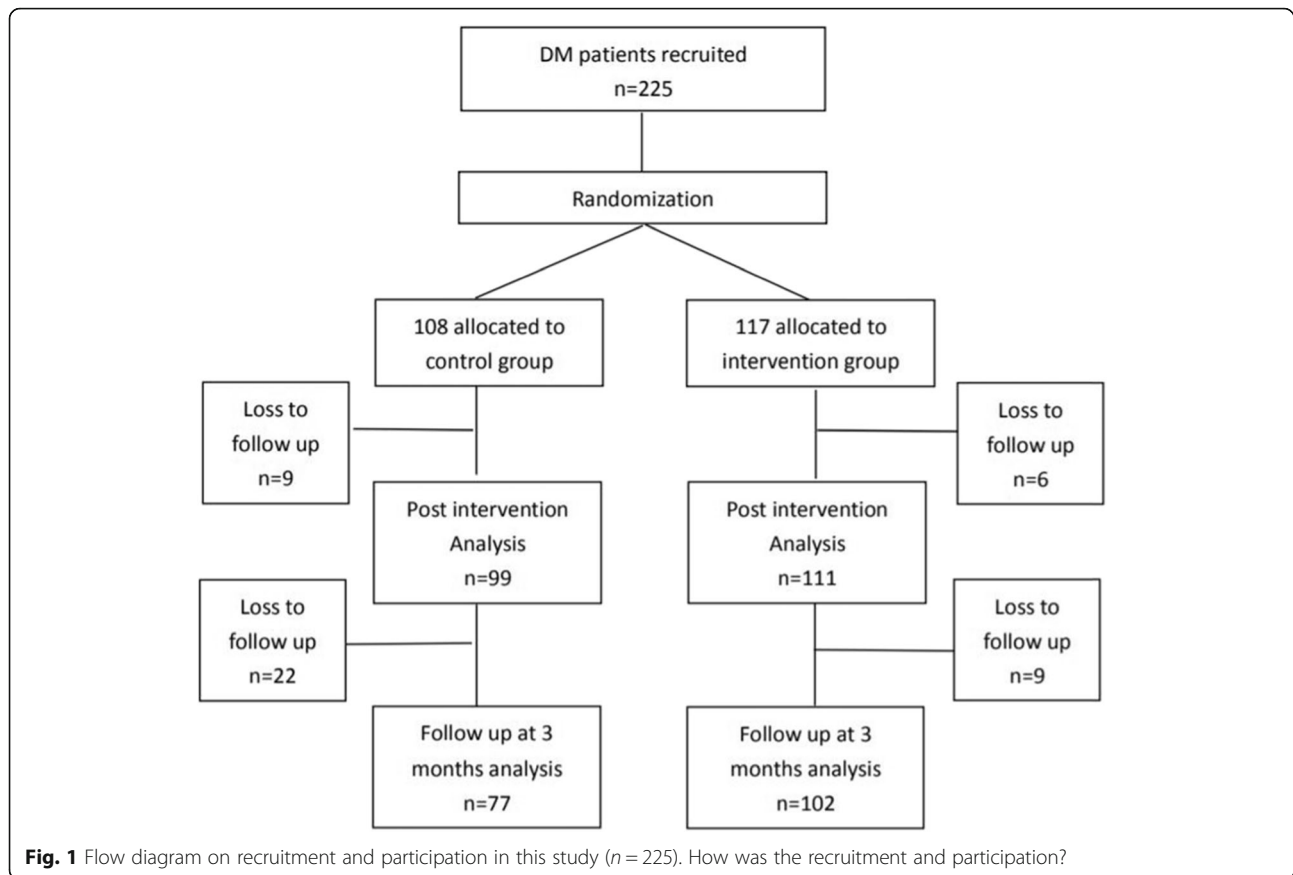 DM patients recruited
n=225
Randomization
108 allocated to
control group
117 allocated to
intervention group
Loss to
follow up
n=9
Loss to
follow up
n=6
Post intervention
Analysis
n=99
Post intervention
Analysis
n=111
Loss to
follow up
n=22
Loss to
follow up
n=9
Follow up at 3
months analysis
n=77
Follow up at 3
months analysis
n=102
Fig. 1 Flow diagram on recruitment and participation in this study (n = 225). How was the recruitment and participation?